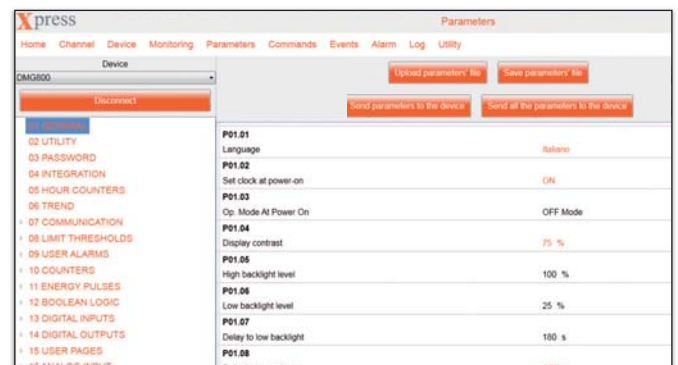 Xpress
Parameters
Home Channel Device Monitoring Parameters Commands Events Alarm Log Utility
Device
DMG800
Disconnect
Upload parameters' file
Save parameters' file
Send parameters to the device
Send all the parameters to the device
02 UTILITY
03 PASSWORD
04 INTEGRATION
05 HOUR COUNTERS
06 TREND
07 COMMUNICATION
08 LIMIT THRESHOLDS
09 USER ALARMS
10 COUNTERS
11 ENERGY PULSES
12 BOOLEAN LOGIC
13 DIGITAL INPUTS
14 DIGITAL OUTPUTS
15 USER PAGES
P01.01
Language Italiano
P01.02
Set clock at power-on ON
P01.03
Op. Mode At Power On OFF Mode
P01.04
Display contrast 75 %
P01.05
High backlight level 100 %
P01.06
Low backlight level 25 %
P01.07
Delay to low backlight 180 s
P01.08